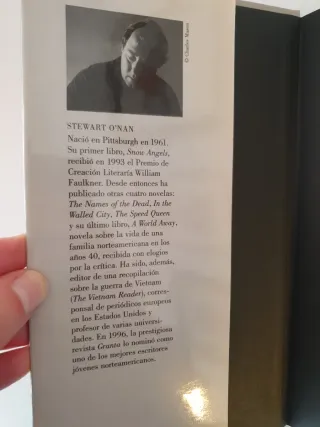 © Charles Mauzy
STEWART O'NAN
Nació en Pittsburgh en 1961.
Su primer libro, Snow Angels,
recibió en 1993 el Premio de
Creación Literaria William
Faulkner. Desde entonces ha
publicado otras cuatro novelas:
The Names of the Dead, In the
Walled City, The Speed Queen
y su último libro, A World Away,
novela sobre la vida de una
familia norteamericana en los
años 40, recibida con elogios
por la crítica. Ha sido, además,
editor de una recopilación
sobre la guerra de Vietnam
(The Vietnam Reader), corres-
ponsal de periódicos europeos
en los Estados Unidos y
profesor de varias universi-
dades. En 1996, la prestigiosa
revista Granta lo nominó como
uno de los mejores escritores
jóvenes norteamericanos.